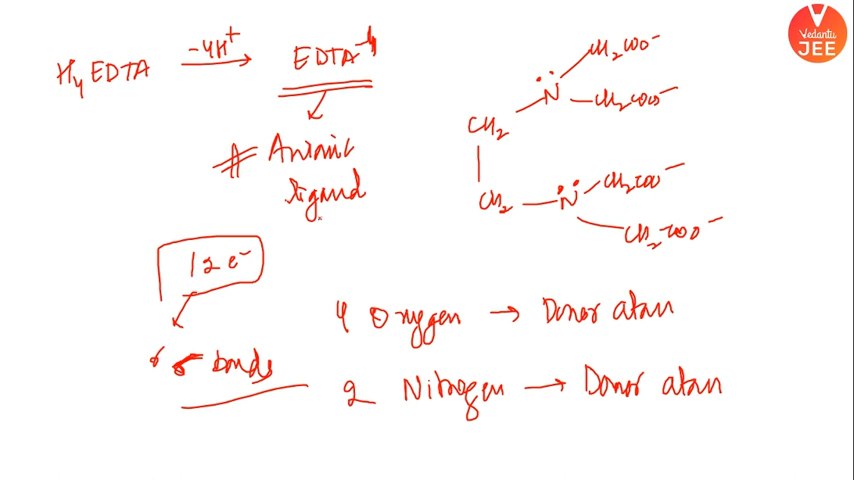 Vedantu
JEE
H4 EDTA -4H+ EDTA-4
# Anionic
ligand
12 e-
6 σ bonds
CH2COO-
N
CH2COO-
CH2
CH2
N
CH2COO-
CH2COO-
4 Oxygen → Donor atom
2 Nitrogen → Donor atom